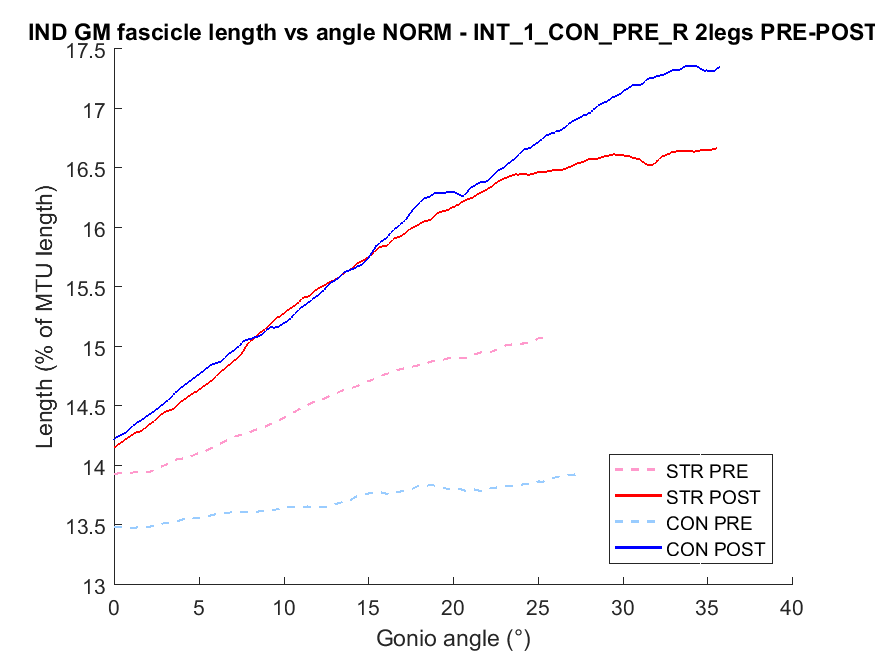 IND GM fascicle length vs angle NORM - INT_1_CON_PRE_R 2legs PRE-POST
Length (% of MTU length)
17.5
17
16.5
16
15.5
15
14.5
14
13.5
13
0 5 10 15 20 25 30 35 40
Gonio angle (°)
STR PRE
STR POST
CON PRE
CON POST